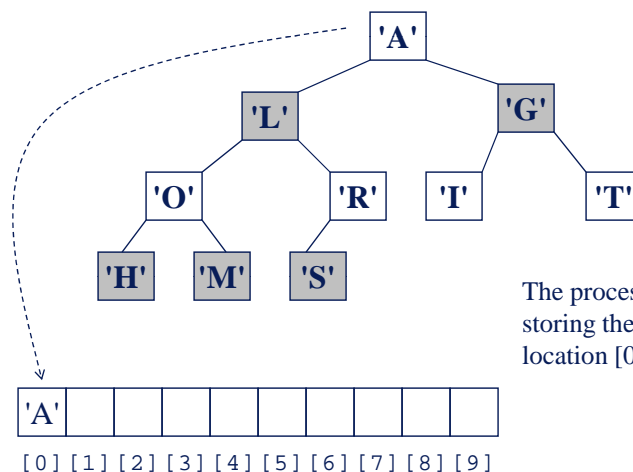 'A'
'L' 'G'
'O' 'R' 'I' 'T'
'H' 'M' 'S'
The proces
storing the
location [0
'A'
[0] [1] [2] [3] [4] [5] [6] [7] [8] [9]